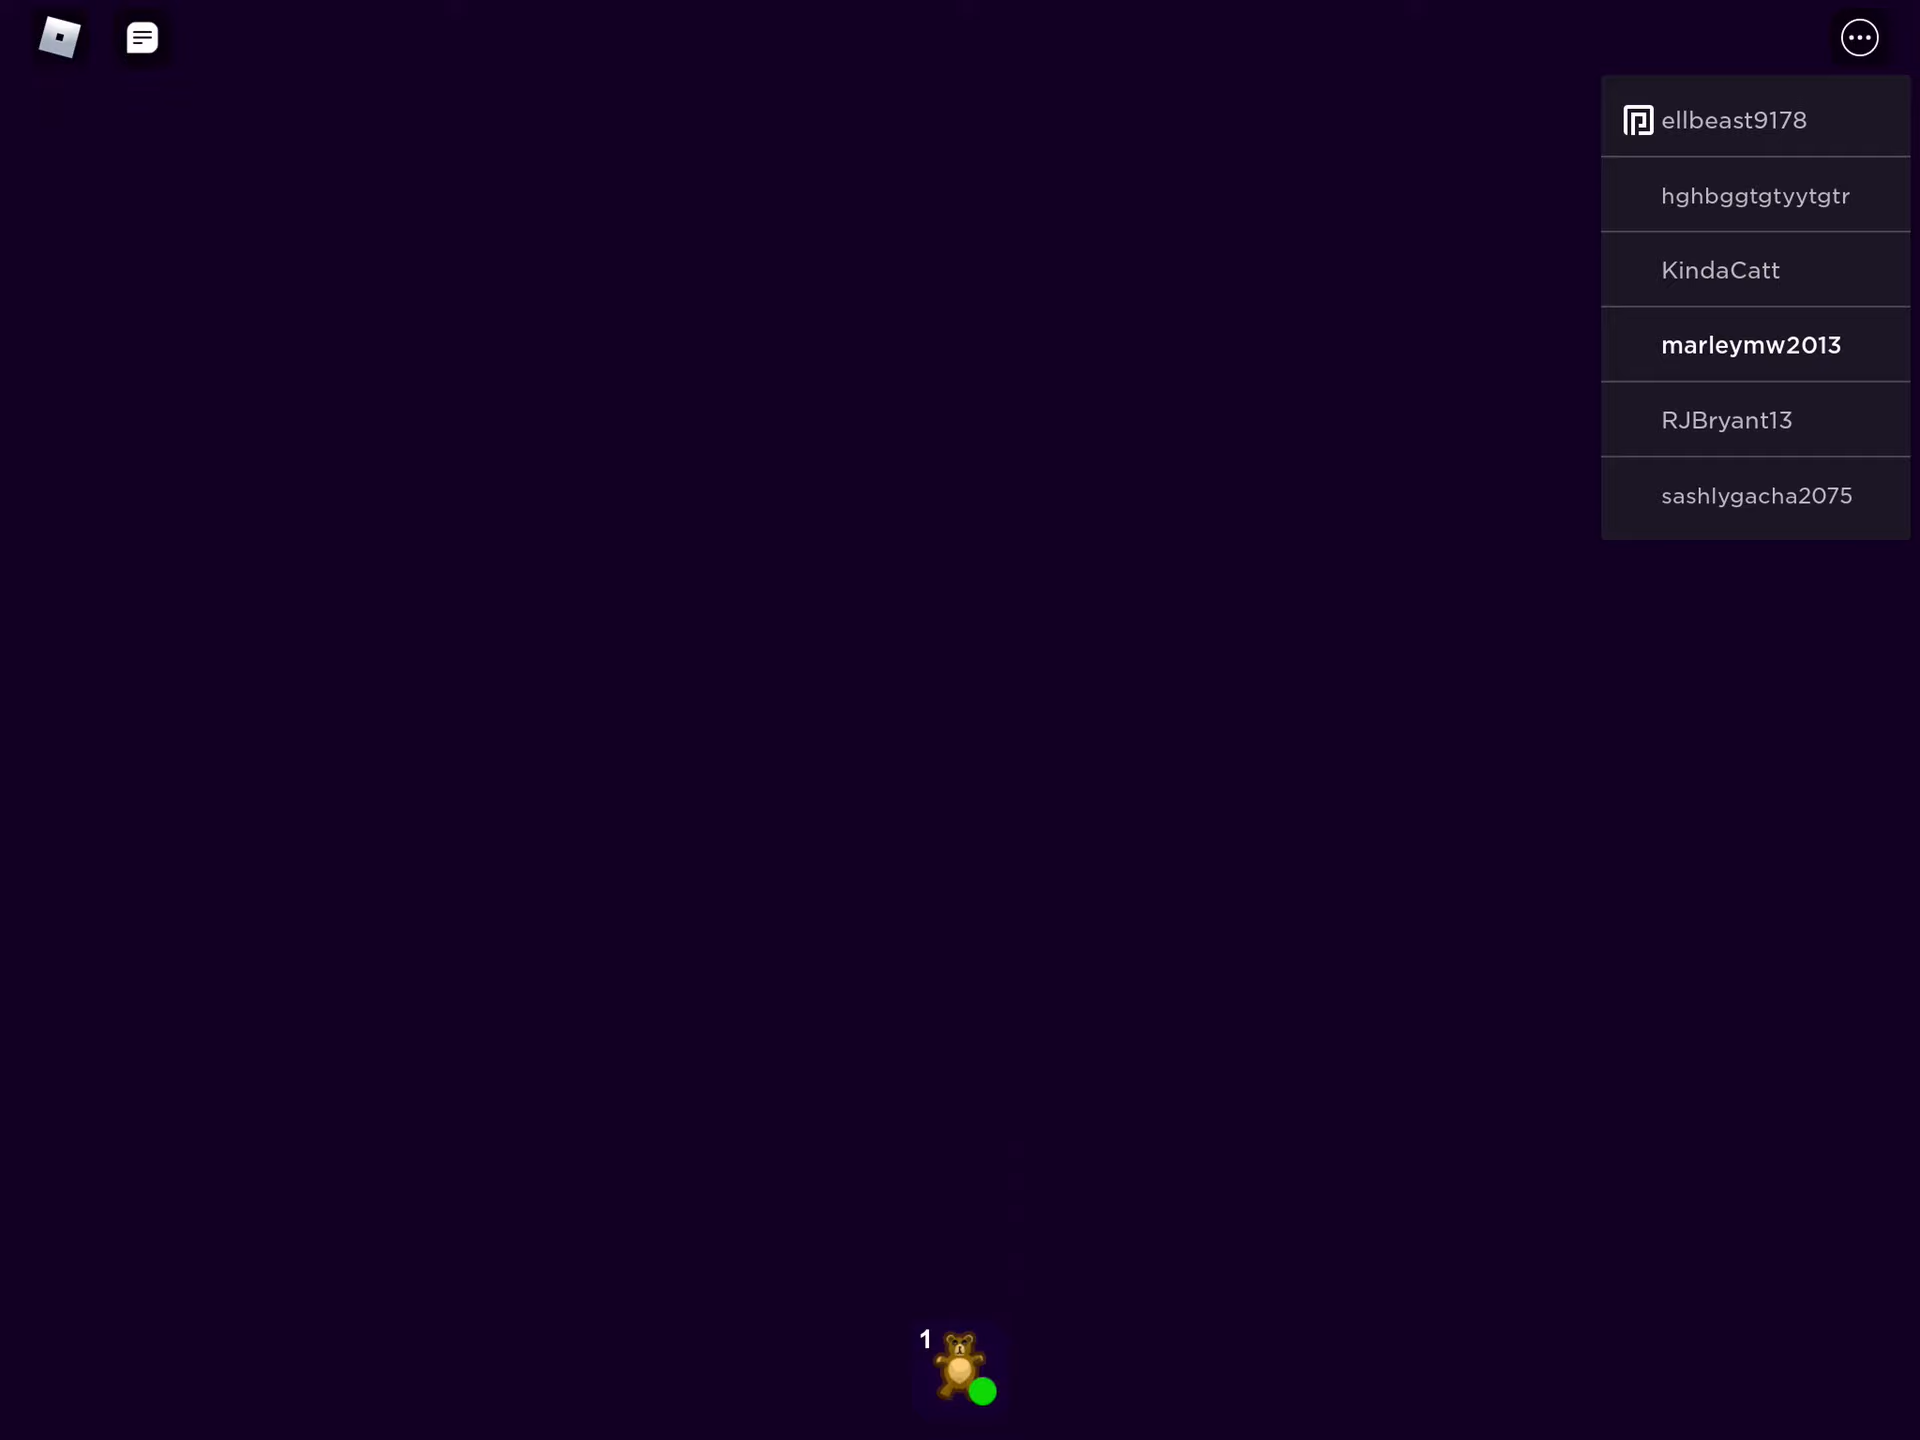 ellbeast9178
hghbggtgtyytgtr
KindaCatt
marleymw2013
RJBryant13
sashlygacha2075
1